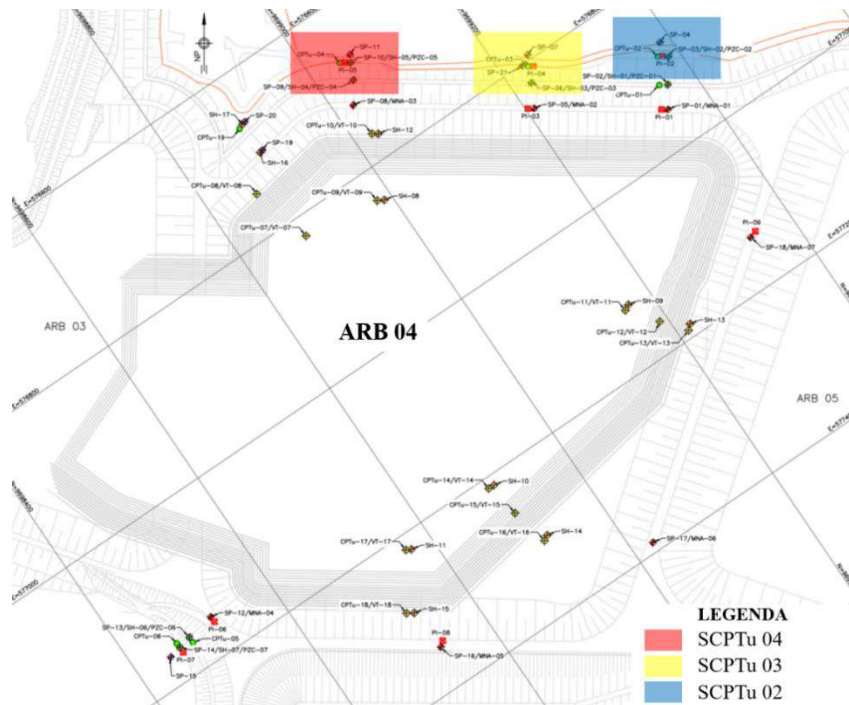 SP-04
SP-11
SP-07
CPTu-04
CPTu-03
CPTu-02
SP-10/SH-05/PZC-05
SP-03/SH-02/PZC-02
PI-05
SP-21
PI-04
PI-02
SP-09/SH-04/PZC-04
SP-06/SH-03/PZC-03
SP-02/SH-01/PZC-01
CPTu-01
SP-08/MNA-03
SP-05/MNA-02
SP-01/MNA-01
PI-03
PI-01
SH-17
SP-20
CPTu-10/VT-10
SH-12
CPTu-19
SP-19
SH-16
CPTu-08/VT-08
CPTu-09/VT-09
SH-08
E=576600
PI-09
CPTu-07/VT-07
SP-18/MNA-07
CPTu-11/VT-11
SH-09
ARB 03
ARB 04
CPTu-12/VT-12
SH-13
CPTu-13/VT-13
E=576800
ARB 05
CPTu-14/VT-14
SH-10
CPTu-15/VT-15
CPTu-16/VT-16
SH-14
CPTu-17/VT-17
SH-11
SP-17/MNA-06
E=577000
CPTu-18/VT-18
SH-15
SP-12/MNA-04
PI-06
SP-13/SH-06/PZC-06
CPTu-06
CPTu-05
SP-14/SH-07/PZC-07
PI-07
SP-15
PI-08
SP-16/MNA-05
LEGENDA
SCPTu 04
SCPTu 03
SCPTu 02